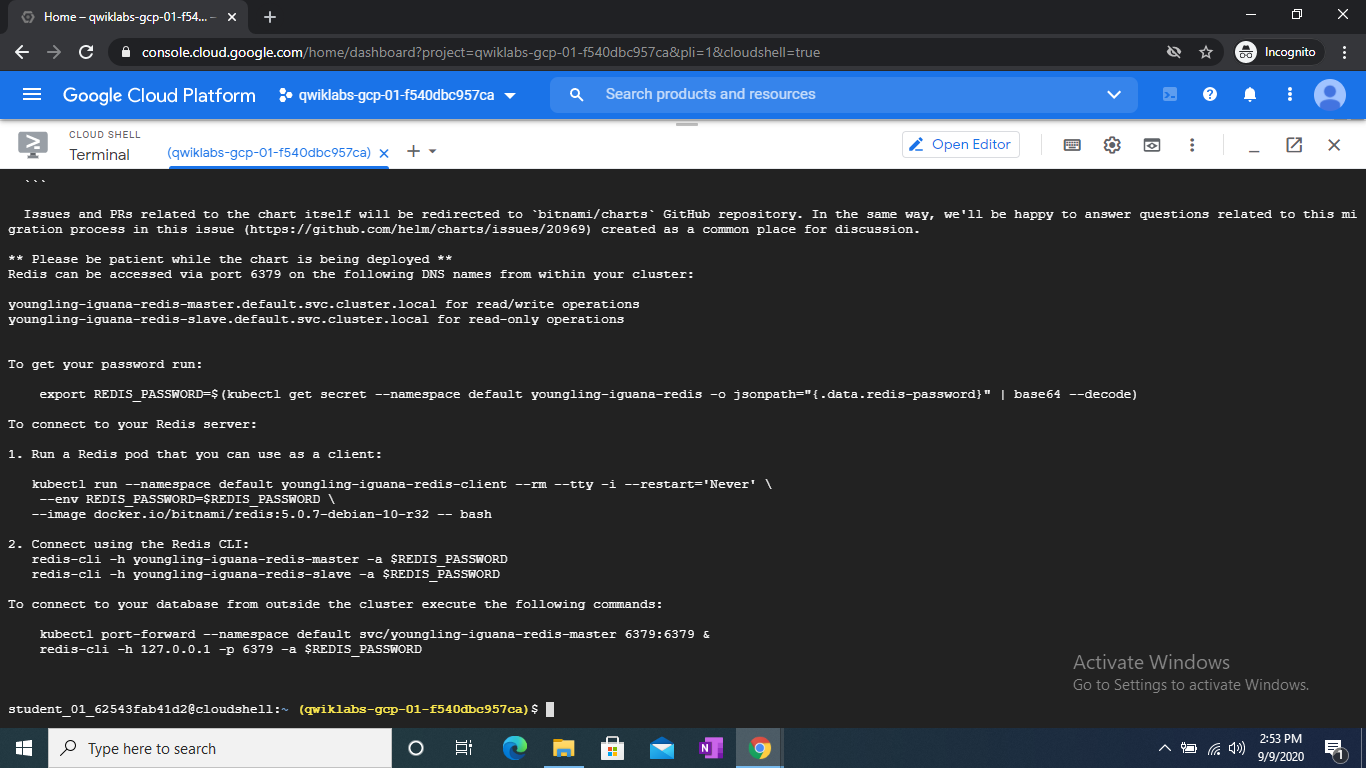 Home – qwiklabs-gcp-01-f54... –
console.cloud.google.com/home/dashboard?project=qwiklabs-gcp-01-f540dbc957ca&pli=1&cloudshell=true
Incognito
Google Cloud Platform
qwiklabs-gcp-01-f540dbc957ca
Search products and resources
CLOUD SHELL
Terminal
(qwiklabs-gcp-01-f540dbc957ca)
Open Editor
```
Issues and PRs related to the chart itself will be redirected to `bitnami/charts` GitHub repository. In the same way, we'll be happy to answer questions related to this mi
gration process in this issue (https://github.com/helm/charts/issues/20969) created as a common place for discussion.
** Please be patient while the chart is being deployed **
Redis can be accessed via port 6379 on the following DNS names from within your cluster:
youngling-iguana-redis-master.default.svc.cluster.local for read/write operations
youngling-iguana-redis-slave.default.svc.cluster.local for read-only operations
To get your password run:
export REDIS_PASSWORD=$(kubectl get secret --namespace default youngling-iguana-redis -o jsonpath="{.data.redis-password}" | base64 --decode)
To connect to your Redis server:
1. Run a Redis pod that you can use as a client:
kubectl run --namespace default youngling-iguana-redis-client --rm --tty -i --restart='Never' \
--env REDIS_PASSWORD=$REDIS_PASSWORD \
--image docker.io/bitnami/redis:5.0.7-debian-10-r32 -- bash
2. Connect using the Redis CLI:
redis-cli -h youngling-iguana-redis-master -a $REDIS_PASSWORD
redis-cli -h youngling-iguana-redis-slave -a $REDIS_PASSWORD
To connect to your database from outside the cluster execute the following commands:
kubectl port-forward --namespace default svc/youngling-iguana-redis-master 6379:6379 &
redis-cli -h 127.0.0.1 -p 6379 -a $REDIS_PASSWORD
Activate Windows
Go to Settings to activate Windows.
student_01_62543fab41d2@cloudshell:~ (qwiklabs-gcp-01-f540dbc957ca)$
Type here to search
N
2:53 PM
9/9/2020
1